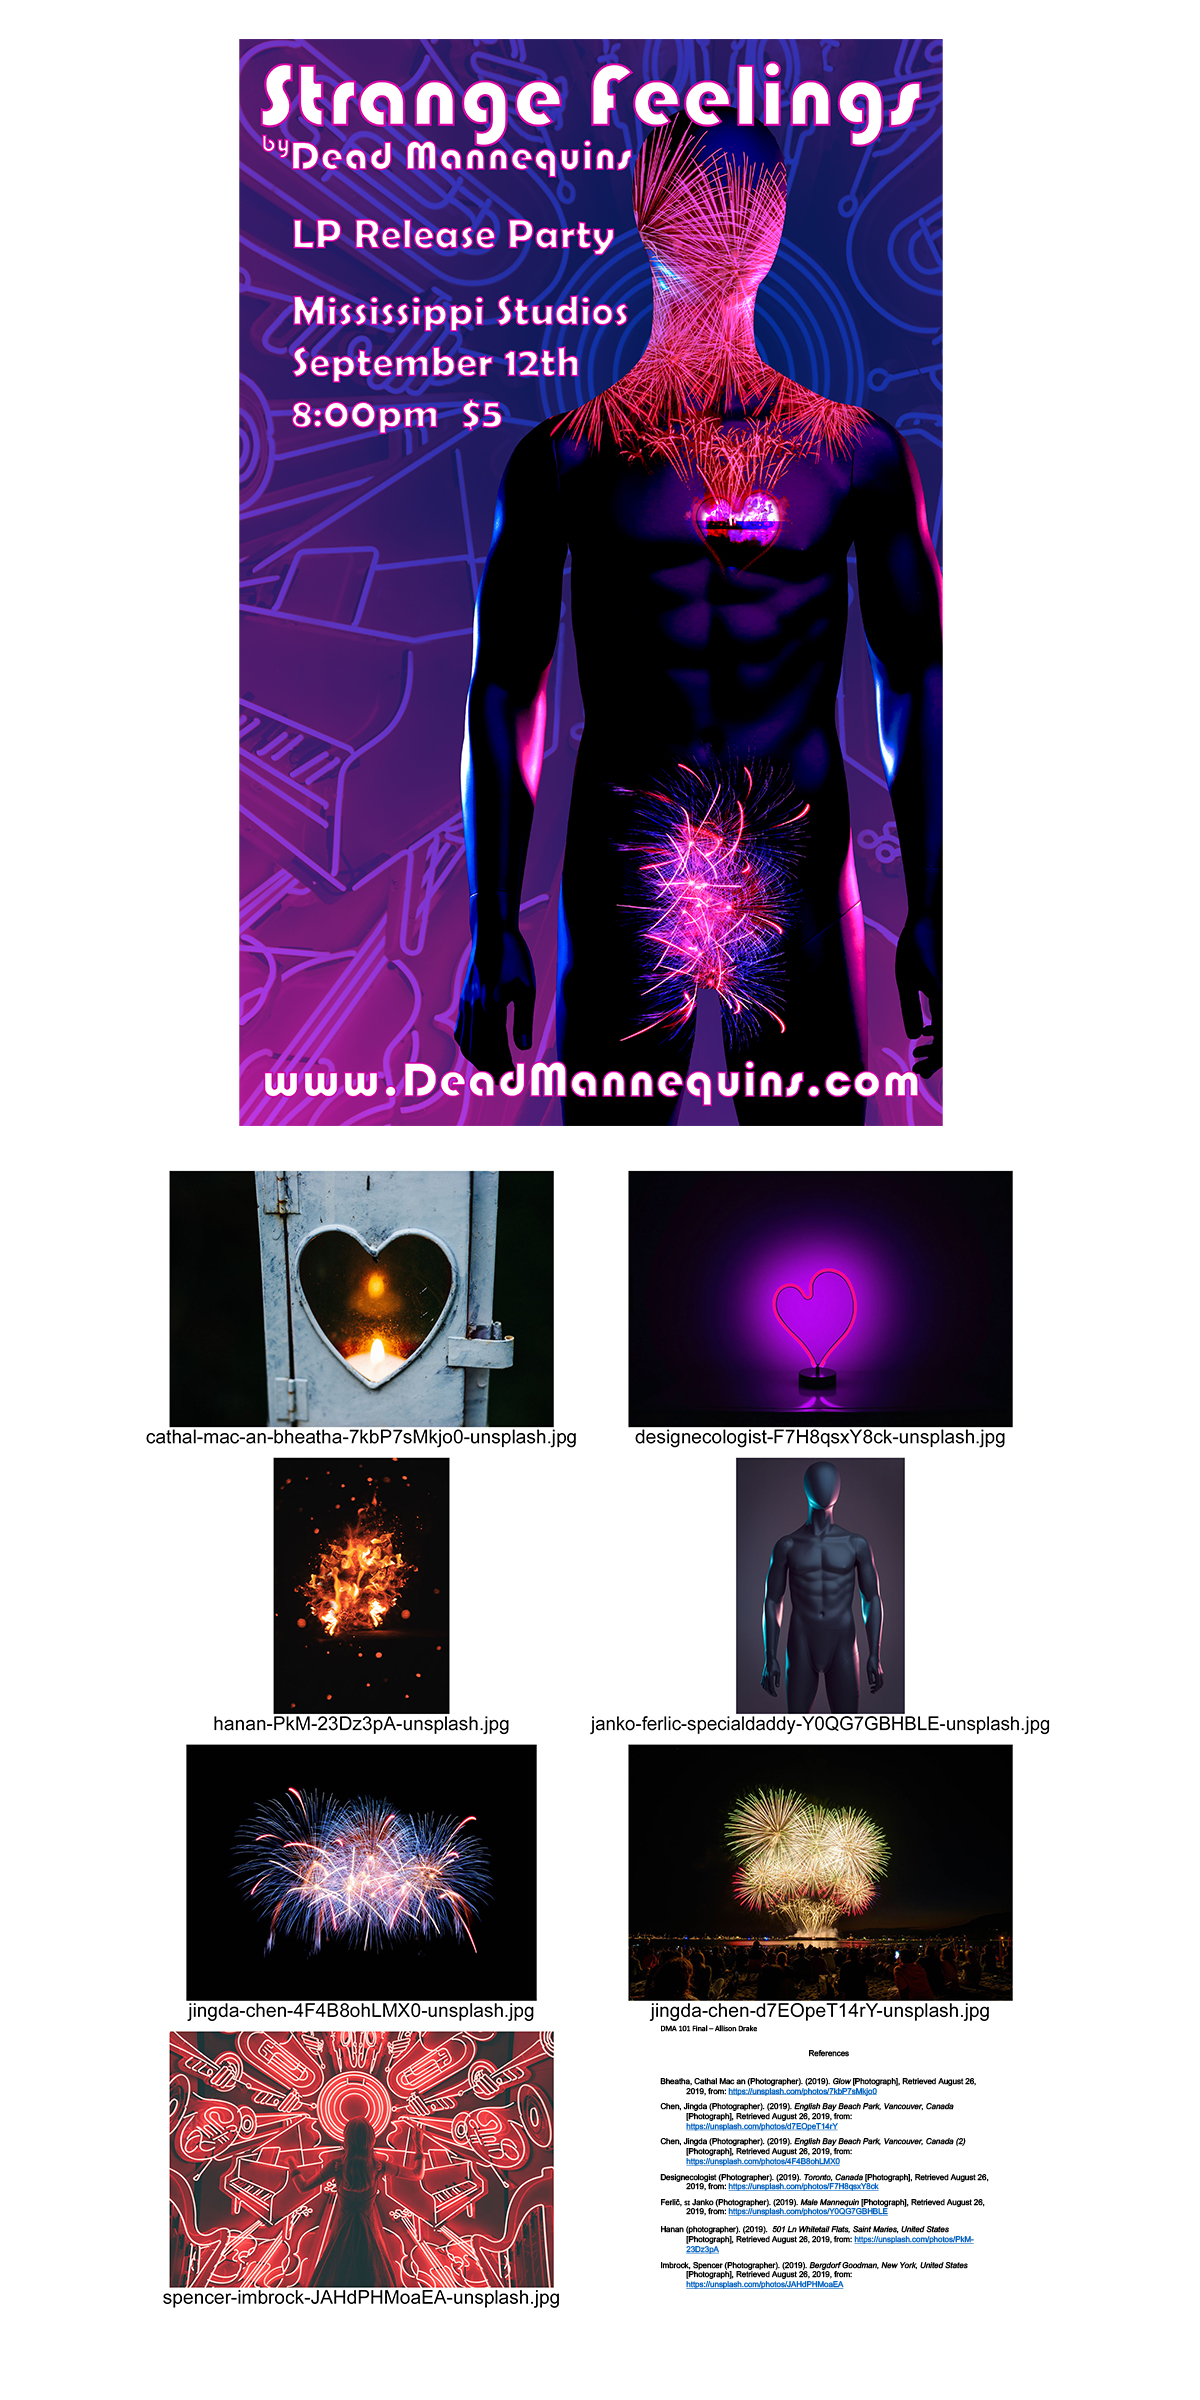 Strange Feelings
by Dead Mannequins
LP Release Party
Mississippi Studios
September 12th
8:00pm $5
www.DeadMannequins.com
cathal-mac-an-bheatha-7kbP7sMkjo0-unsplash.jpg
designecologist-F7H8qsxY8ck-unsplash.jpg
hanan-PkM-23Dz3pA-unsplash.jpg
janko-ferlic-specialdaddy-Y0QG7GBHBLE-unsplash.jpg
jingda-chen-4F4B8ohLMX0-unsplash.jpg
jingda-chen-d7EOpeT14rY-unsplash.jpg
spencer-imbrock-JAHdPHMoaEA-unsplash.jpg
DMA 101 Final – Allison Drake
References
Bheatha, Cathal Mac an (Photographer). (2019). Glow [Photograph], Retrieved August 26,
2019, from: https://unsplash.com/photos/7kbP7sMkjo0
Chen, Jingda (Photographer). (2019). English Bay Beach Park, Vancouver, Canada
[Photograph], Retrieved August 26, 2019, from:
https://unsplash.com/photos/d7EOpeT14rY
Chen, Jingda (Photographer). (2019). English Bay Beach Park, Vancouver, Canada (2)
[Photograph], Retrieved August 26, 2019, from:
https://unsplash.com/photos/4F4B8ohLMX0
Designecologist (Photographer). (2019). Toronto, Canada [Photograph], Retrieved August 26,
2019, from: https://unsplash.com/photos/F7H8qsxY8ck
Ferlič, Janko (Photographer). (2019). Male Mannequin [Photograph], Retrieved August 26,
2019, from: https://unsplash.com/photos/Y0QG7GBHBLE
Hanan (photographer). (2019). 501 Ln Whitetail Flats, Saint Maries, United States
[Photograph], Retrieved August 26, 2019, from: https://unsplash.com/photos/PkM-
23Dz3pA
Imbrock, Spencer (Photographer). (2019). Bergdorf Goodman, New York, United States
[Photograph], Retrieved August 26, 2019, from:
https://unsplash.com/photos/JAHdPHMoaEA